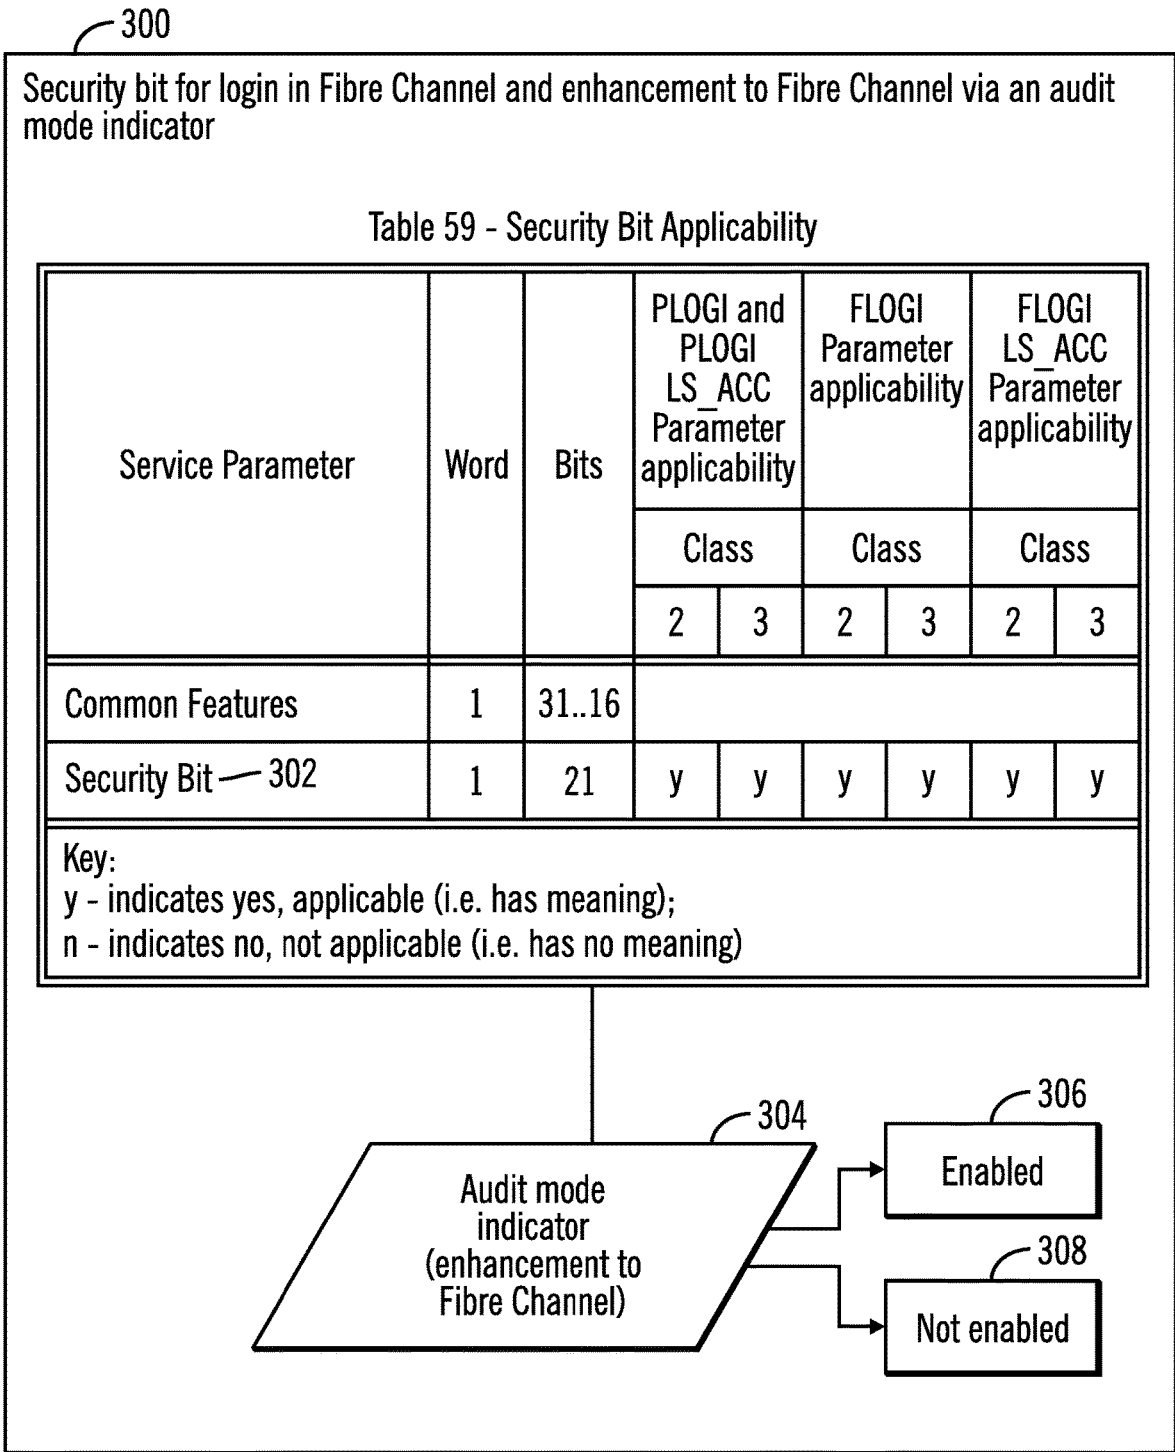 300
Security bit for login in Fibre Channel and enhancement to Fibre Channel via an audit
mode indicator
Table 59 - Security Bit Applicability
Service Parameter
Word
Bits
PLOGI and
PLOGI
LS_ACC
Parameter
applicability
FLOGI
Parameter
applicability
FLOGI
LS_ACC
Parameter
applicability
Class Class Class
2 3 2 3 2 3
Common Features 1 31..16
Security Bit 302 1 21 y y y y y y
Key:
y - indicates yes, applicable (i.e. has meaning);
n - indicates no, not applicable (i.e. has no meaning)
304
Audit mode
indicator
(enhancement to
Fibre Channel)
306
Enabled
308
Not enabled